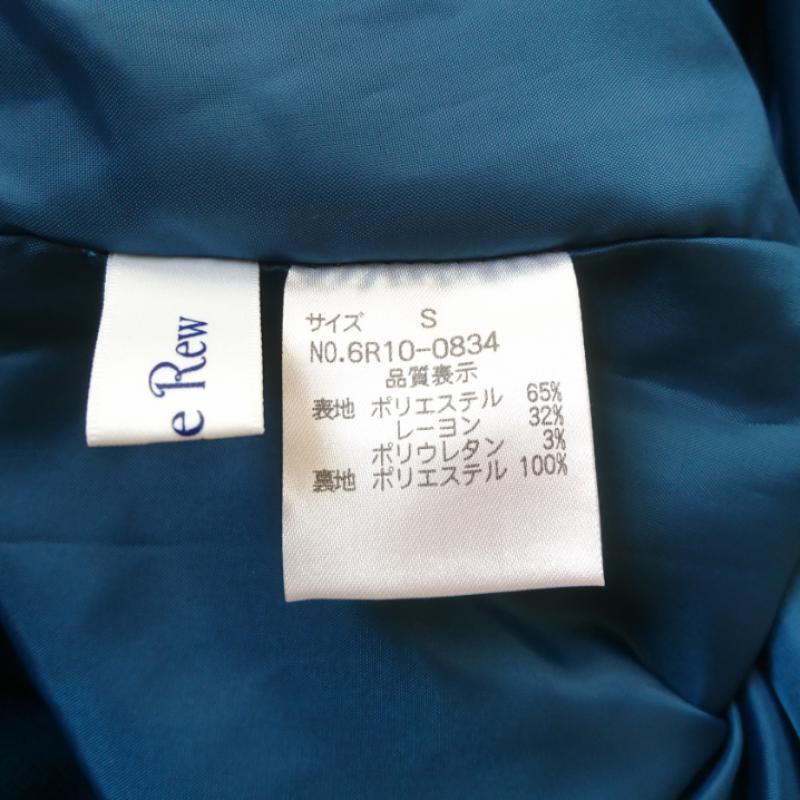 e Rew
サイズ S
NO.6R10-0834
品質表示
表地 ポリエステル 65%
レーヨン 32%
ポリウレタン 3%
裏地 ポリエステル 100%